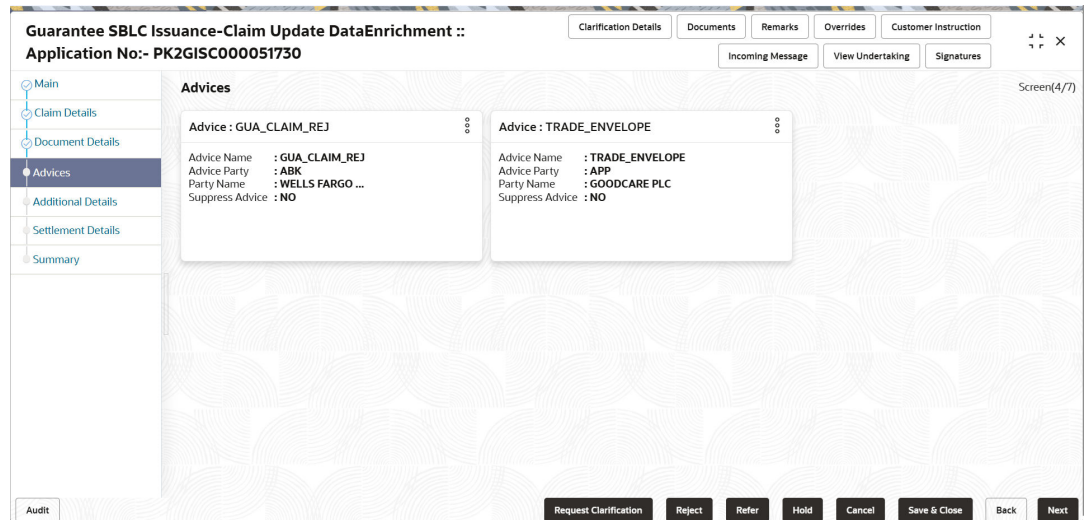 Guarantee SBLC Issuance-Claim Update DataEnrichment ::
Application No:- PK2GISC000051730
Clarification Details
Documents
Remarks
Overrides
Customer Instruction
Incoming Message
View Undertaking
Signatures
Main
Claim Details
Document Details
Advices
Additional Details
Settlement Details
Summary
Advices
Screen(4/7)
Advice : GUA_CLAIM_REJ
Advice Name : GUA_CLAIM_REJ
Advice Party : ABK
Party Name : WELLS FARGO ...
Suppress Advice : NO
Advice : TRADE_ENVELOPE
Advice Name : TRADE_ENVELOPE
Advice Party : APP
Party Name : GOODCARE PLC
Suppress Advice : NO
Audit
Request Clarification
Reject
Refer
Hold
Cancel
Save & Close
Back
Next